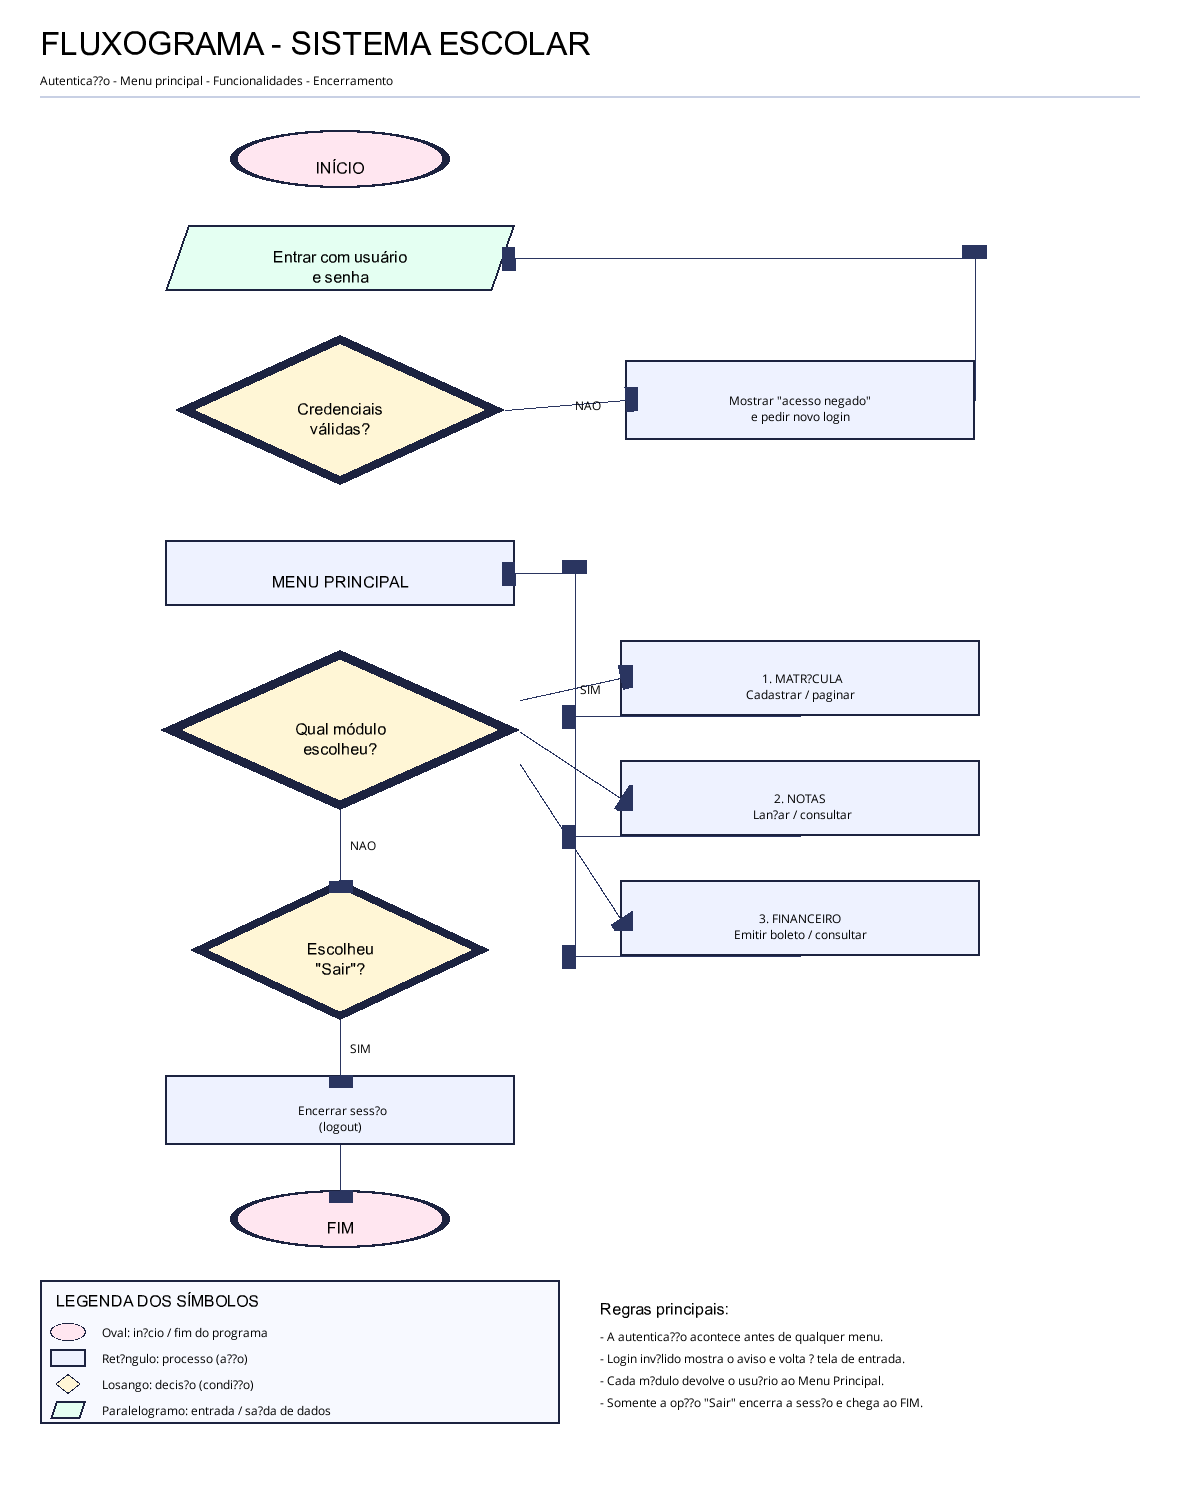 FLUXOGRAMA - SISTEMA ESCOLAR
Autentica??o - Menu principal - Funcionalidades - Encerramento
INÍCIO
Entrar com usuário
e senha
Credenciais
válidas?
NAO
Mostrar "acesso negado"
e pedir novo login
MENU PRINCIPAL
Qual módulo
escolheu?
SIM
1. MATR?CULA
Cadastrar / paginar
2. NOTAS
Lan?ar / consultar
3. FINANCEIRO
Emitir boleto / consultar
NAO
Escolheu
"Sair"?
SIM
Encerrar sess?o
(logout)
FIM
LEGENDA DOS SÍMBOLOS
Oval: in?cio / fim do programa
Ret?ngulo: processo (a??o)
Losango: decis?o (condi??o)
Paralelogramo: entrada / sa?da de dados
Regras principais:
- A autentica??o acontece antes de qualquer menu.
- Login inv?lido mostra o aviso e volta ? tela de entrada.
- Cada m?dulo devolve o usu?rio ao Menu Principal.
- Somente a op??o "Sair" encerra a sess?o e chega ao FIM.